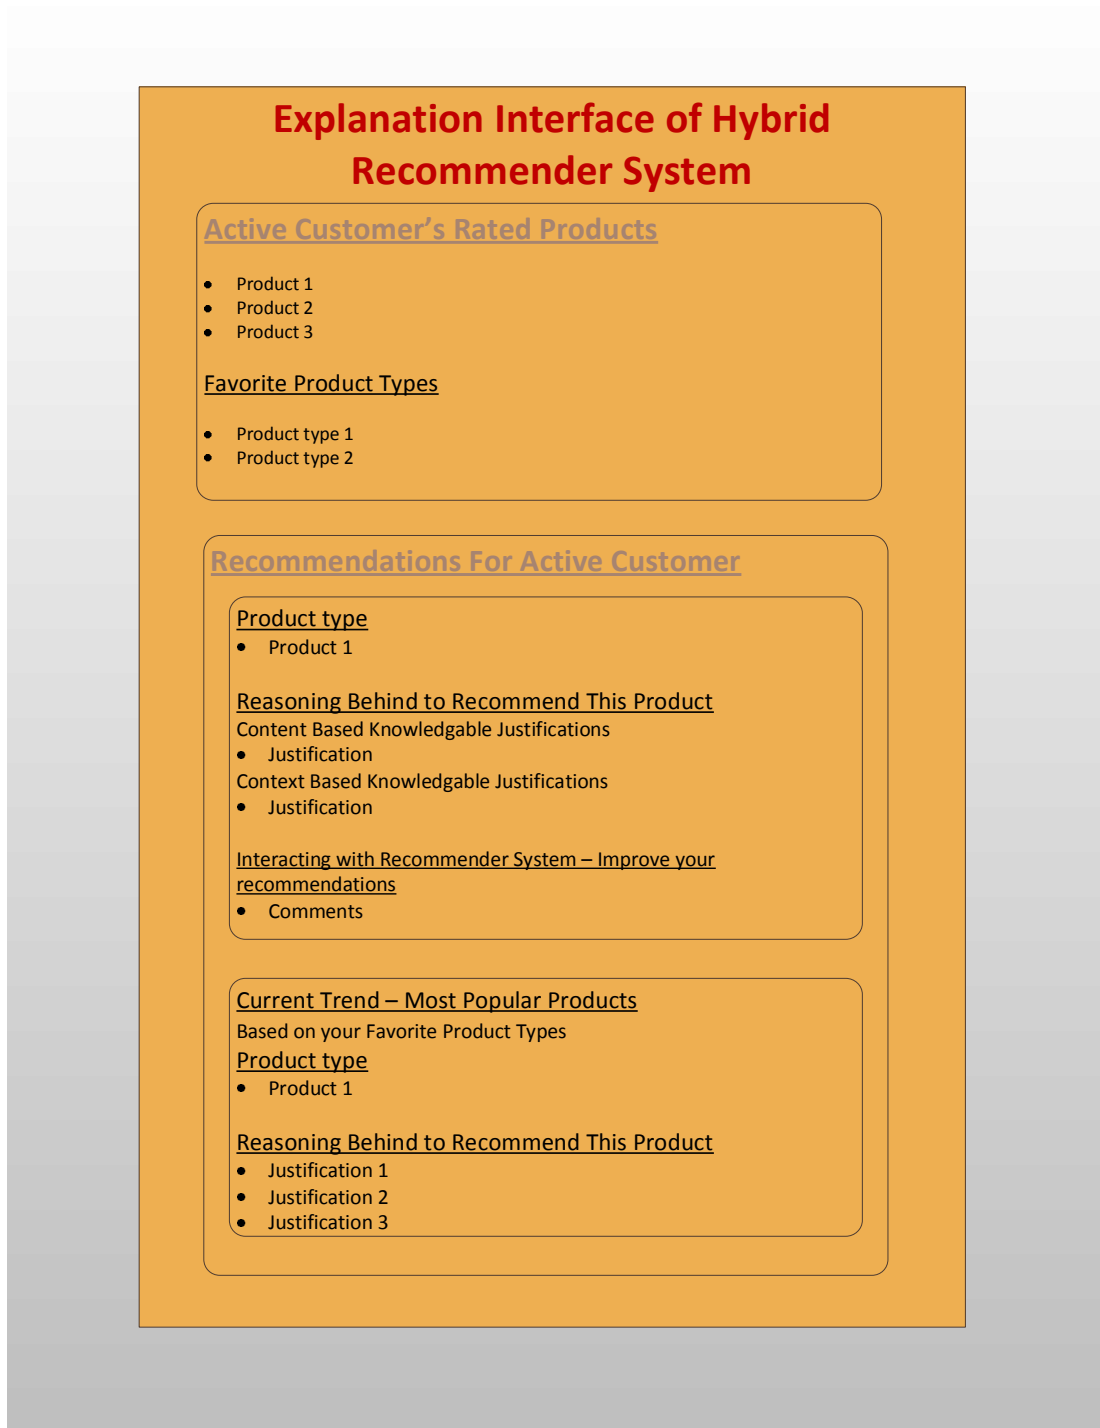 Explanation Interface of Hybrid
Recommender System
Active Customer’s Rated Products
• Product 1
• Product 2
• Product 3
Favorite Product Types
• Product type 1
• Product type 2
Recommendations For Active Customer
Product type
• Product 1
Reasoning Behind to Recommend This Product
Content Based Knowledgable Justifications
• Justification
Context Based Knowledgable Justifications
• Justification
Interacting with Recommender System – Improve your
recommendations
• Comments
Current Trend – Most Popular Products
Based on your Favorite Product Types
Product type
• Product 1
Reasoning Behind to Recommend This Product
• Justification 1
• Justification 2
• Justification 3